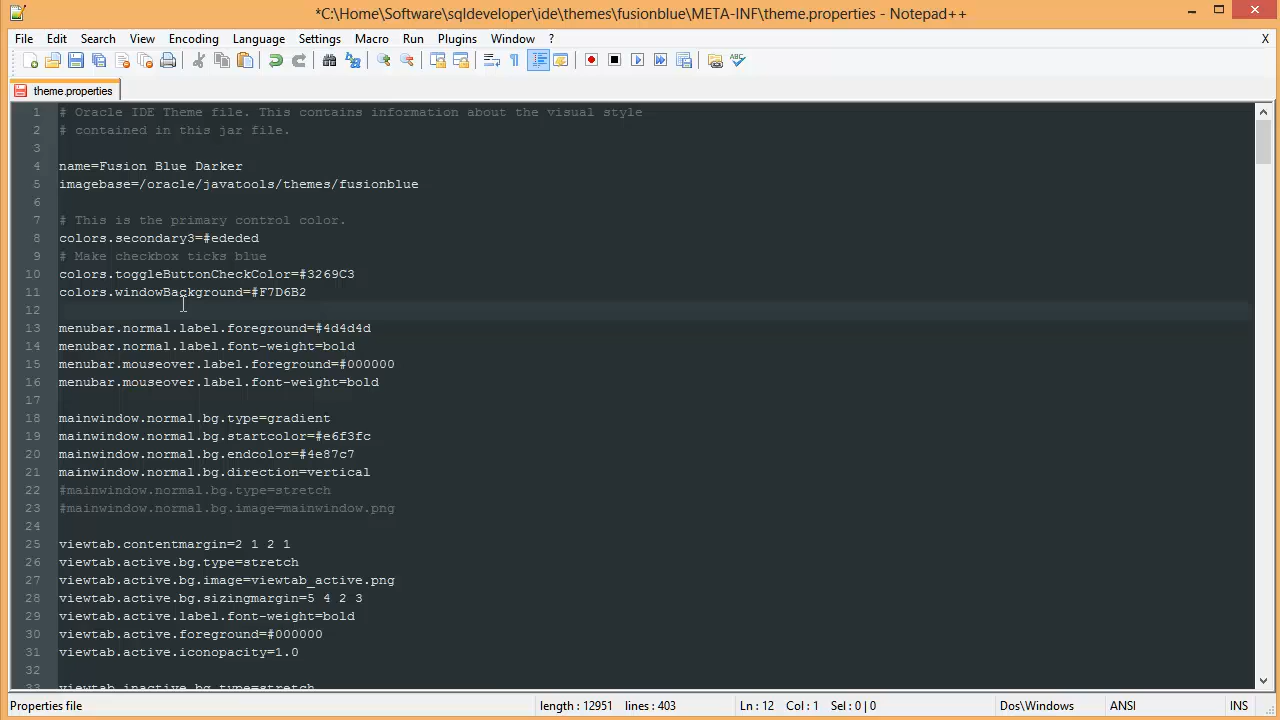 *C:\Home\Software\sqldeveloper\ide\themes\fusionblue\META-INF\theme.properties - Notepad++
File Edit Search View Encoding Language Settings Macro Run Plugins Window ? X
theme.properties
1 # Oracle IDE Theme file. This contains information about the visual style
2 # contained in this jar file.
3
4 name=Fusion Blue Darker
5 imagebase=/oracle/javatools/themes/fusionblue
6
7 # This is the primary control color.
8 colors.secondary3=#ededed
9 # Make checkbox ticks blue
10 colors.toggleButtonCheckColor=#3269C3
11 colors.windowBackground=#F7D6B2
12
13 menubar.normal.label.foreground=#4d4d4d
14 menubar.normal.label.font-weight=bold
15 menubar.mouseover.label.foreground=#000000
16 menubar.mouseover.label.font-weight=bold
17
18 mainwindow.normal.bg.type=gradient
19 mainwindow.normal.bg.startcolor=#e6f3fc
20 mainwindow.normal.bg.endcolor=#4e87c7
21 mainwindow.normal.bg.direction=vertical
22 #mainwindow.normal.bg.type=stretch
23 #mainwindow.normal.bg.image=mainwindow.png
24
25 viewtab.contentmargin=2 1 2 1
26 viewtab.active.bg.type=stretch
27 viewtab.active.bg.image=viewtab_active.png
28 viewtab.active.bg.sizingmargin=5 4 2 3
29 viewtab.active.label.font-weight=bold
30 viewtab.active.foreground=#000000
31 viewtab.active.iconopacity=1.0
32
33 viewtab.inactive.bg.type=stretch
Properties file length : 12951 lines : 403 Ln : 12 Col : 1 Sel : 0 | 0 Dos\Windows ANSI INS